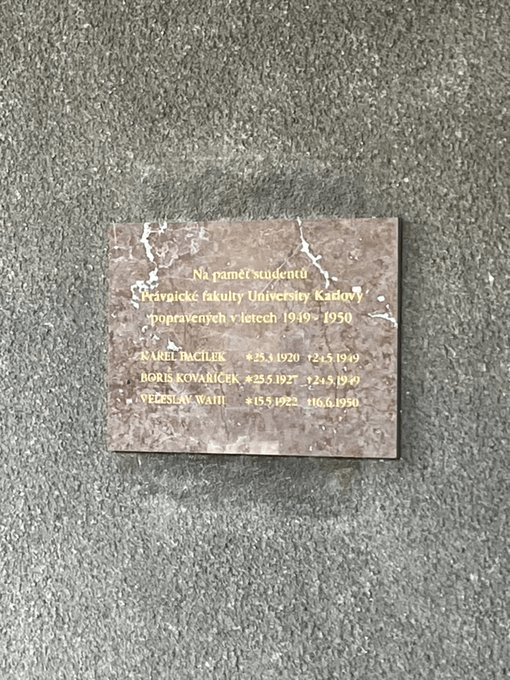 Na paměť studentů
Právnické fakulty University Karlovy
popravených v letech 1949 - 1950
KAREL BACÍLEK *25.3.1920 †24.5.1949
BORIS KOVAŘÍČEK *25.5.1927 †24.5.1949
VELESLAV WAHL *15.5.1922 †16.6.1950